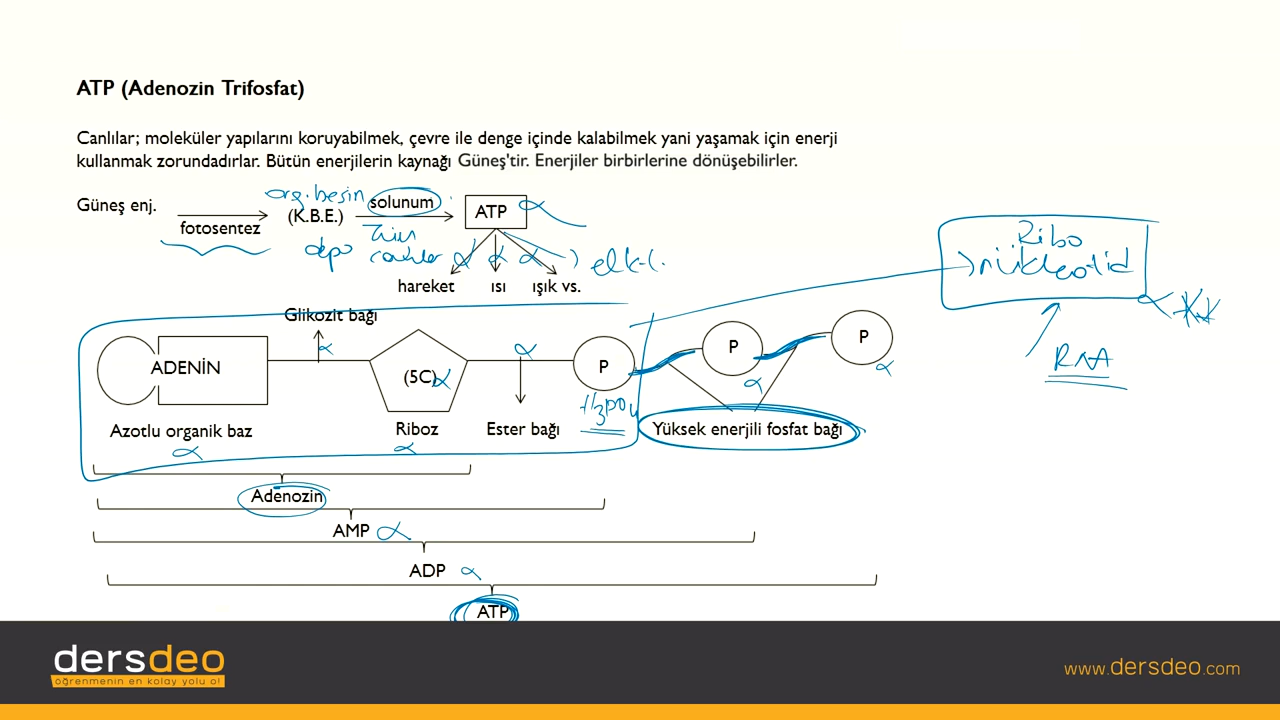 ATP (Adenozin Trifosfat)
Canlılar; moleküler yapılarını koruyabilmek, çevre ile denge içinde kalabilmek yani yaşamak için enerji
kullanmak zorundadırlar. Bütün enerjilerin kaynağı Güneş'tir. Enerjiler birbirlerine dönüşebilirler.
org. besin
Güneş enj.
fotosentez
(K.B.E.)
solunum
ATP
depo
hareket
ısı
ışık vs.
Ribo
nükleotid
RNA
Glikozit bağı
ADENİN
(5C)
P
P
P
H3PO4
Azotlu organik baz
Riboz
Ester bağı
Yüksek enerjili fosfat bağı
Adenozin
AMP
ADP
ATP
dersdeo
öğrenmenin en kolay yolu o!
www.dersdeo.com